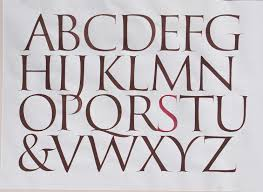 ABCDEFG
HIJKLMN
OPQRSTU
&VWXYZ